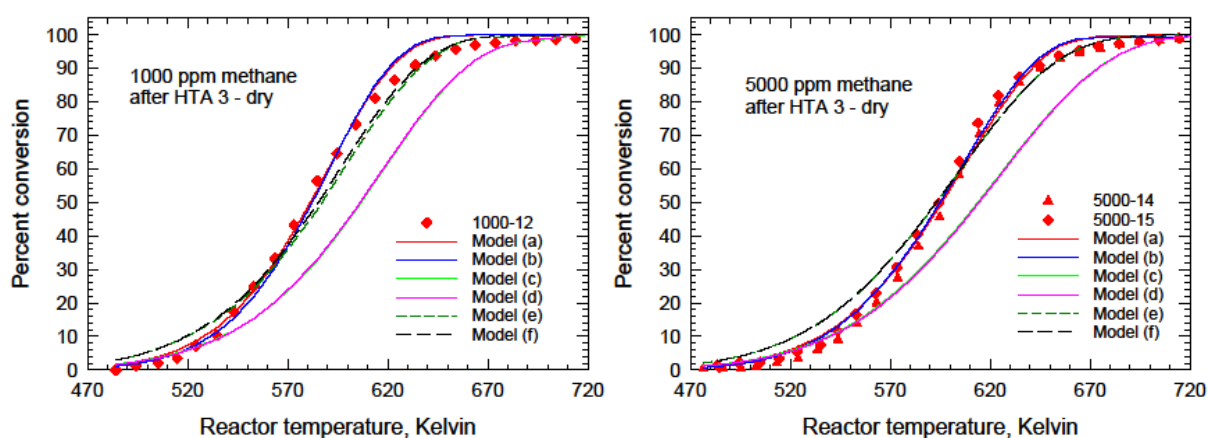 100
90
80
70
60
50
40
30
20
10
0
Percent conversion
1000 ppm methane
after HTA 3 - dry
1000-12
Model (a)
Model (b)
Model (c)
Model (d)
Model (e)
Model (f)
470 520 570 620 670 720
Reactor temperature, Kelvin
100
90
80
70
60
50
40
30
20
10
0
Percent conversion
5000 ppm methane
after HTA 3 - dry
5000-14
5000-15
Model (a)
Model (b)
Model (c)
Model (d)
Model (e)
Model (f)
470 520 570 620 670 720
Reactor temperature, Kelvin